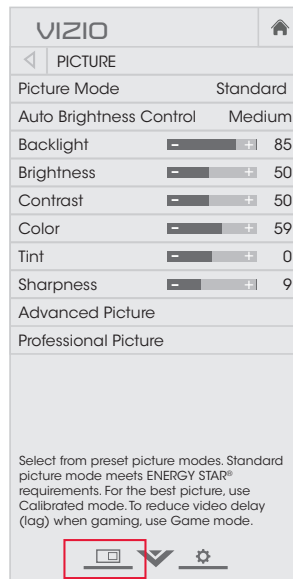 VIZIO
PICTURE
Picture Mode Standard
Auto Brightness Control Medium
Backlight - + 85
Brightness - + 50
Contrast - + 50
Color - + 59
Tint - + 0
Sharpness - + 9
Advanced Picture
Professional Picture
Select from preset picture modes. Standard
picture mode meets ENERGY STAR®
requirements. For the best picture, use
Calibrated mode. To reduce video delay
(lag) when gaming, use Game mode.